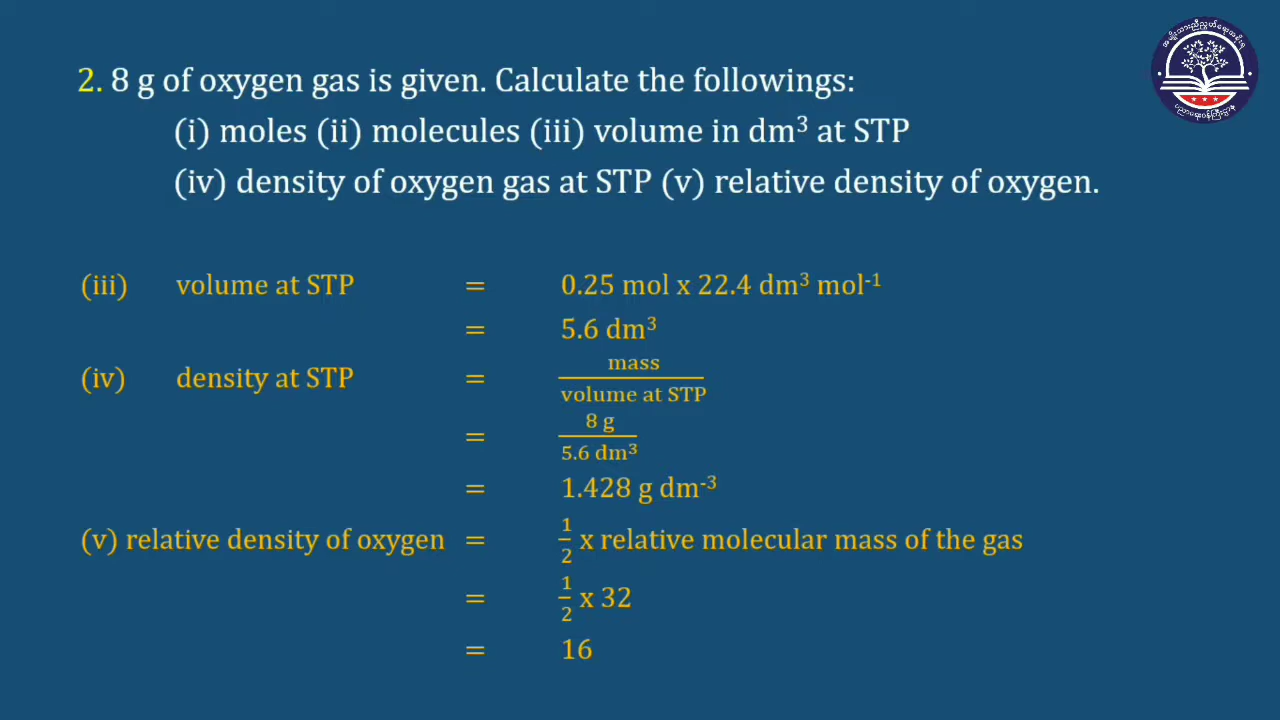 2. 8 g of oxygen gas is given. Calculate the followings:
(i) moles (ii) molecules (iii) volume in dm³ at STP
(iv) density of oxygen gas at STP (v) relative density of oxygen.
(iii) volume at STP = 0.25 mol x 22.4 dm³ mol⁻¹
= 5.6 dm³
(iv) density at STP = mass / volume at STP
= 8 g / 5.6 dm³
= 1.428 g dm⁻³
(v) relative density of oxygen = 1/2 x relative molecular mass of the gas
= 1/2 x 32
= 16